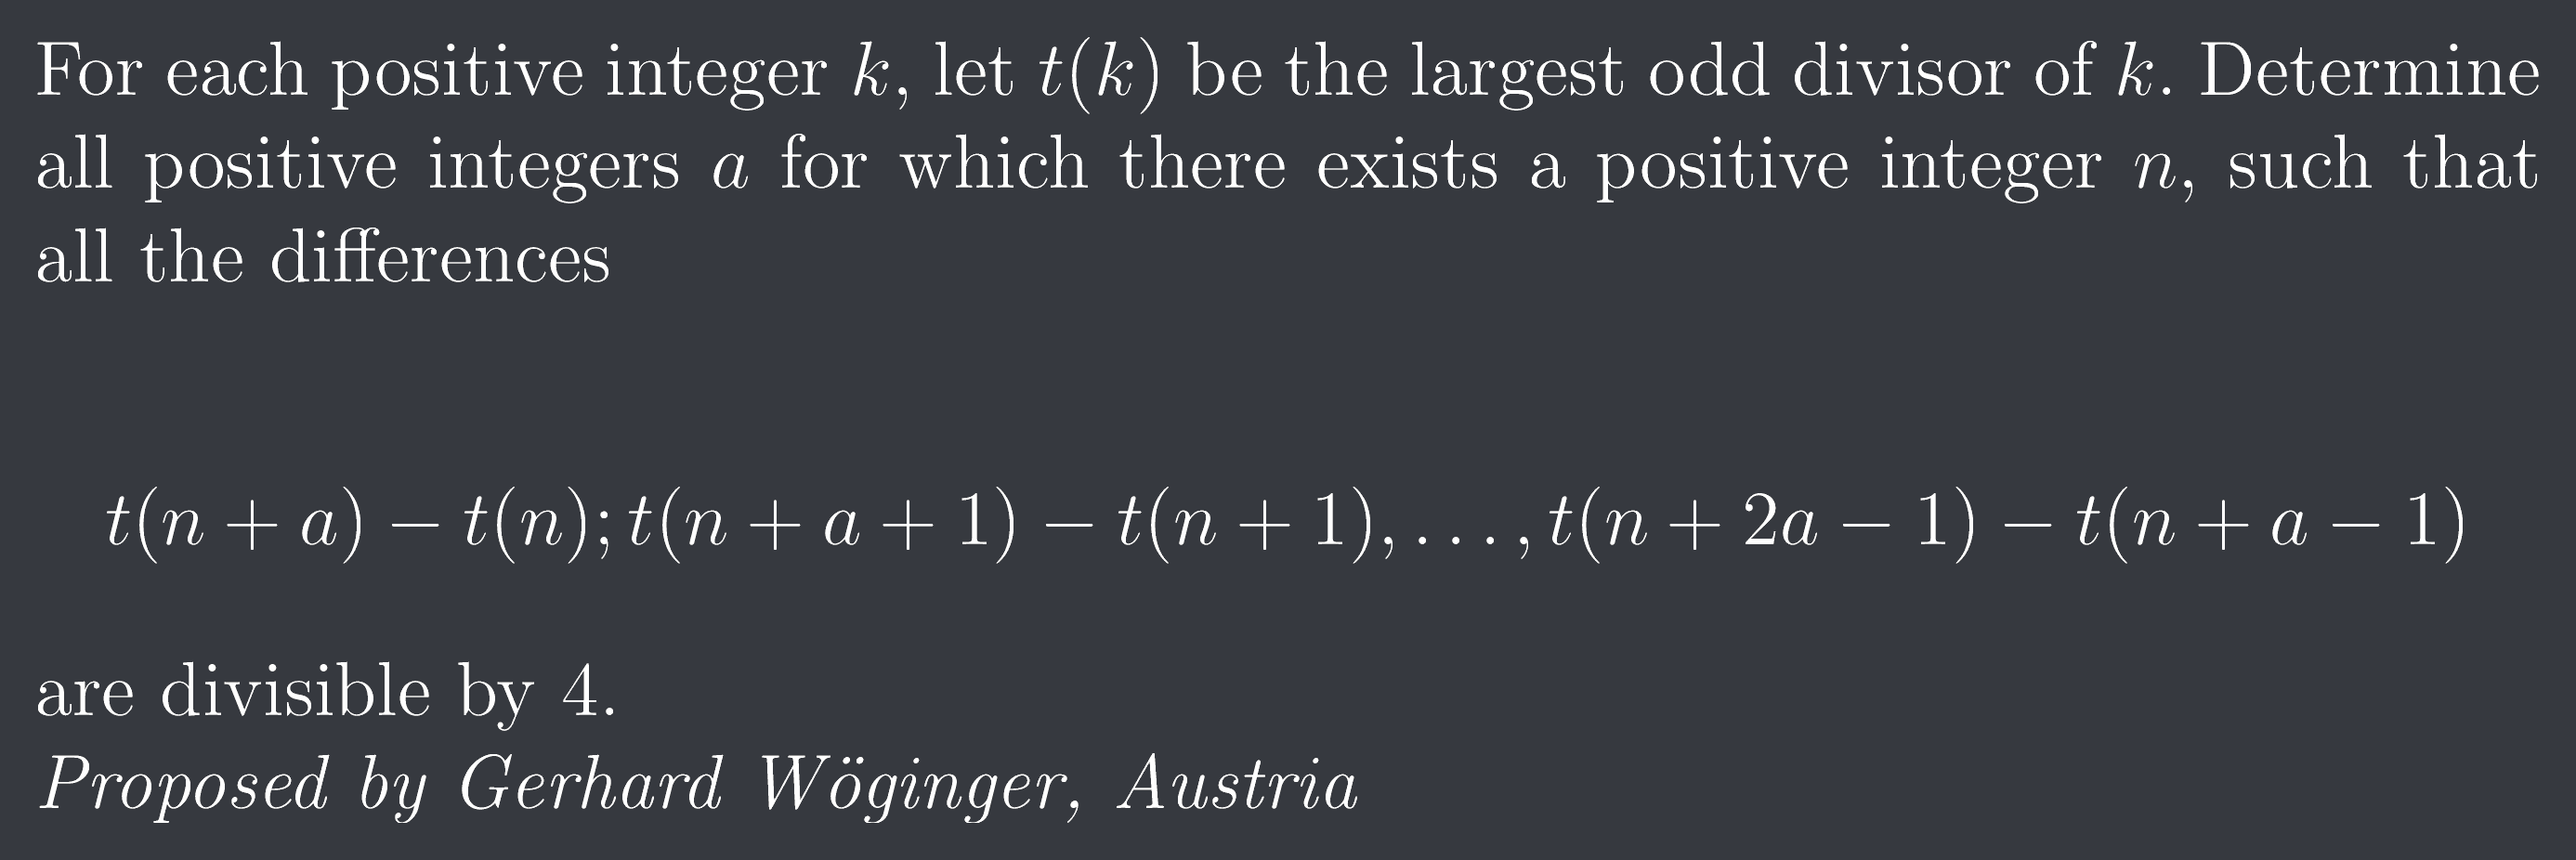 For each positive integer k, let t(k) be the largest odd divisor of k. Determine
all positive integers a for which there exists a positive integer n, such that
all the differences
t(n + a) − t(n); t(n + a + 1) − t(n + 1), . . . , t(n + 2a − 1) − t(n + a − 1)
are divisible by 4.
Proposed by Gerhard Wöginger, Austria